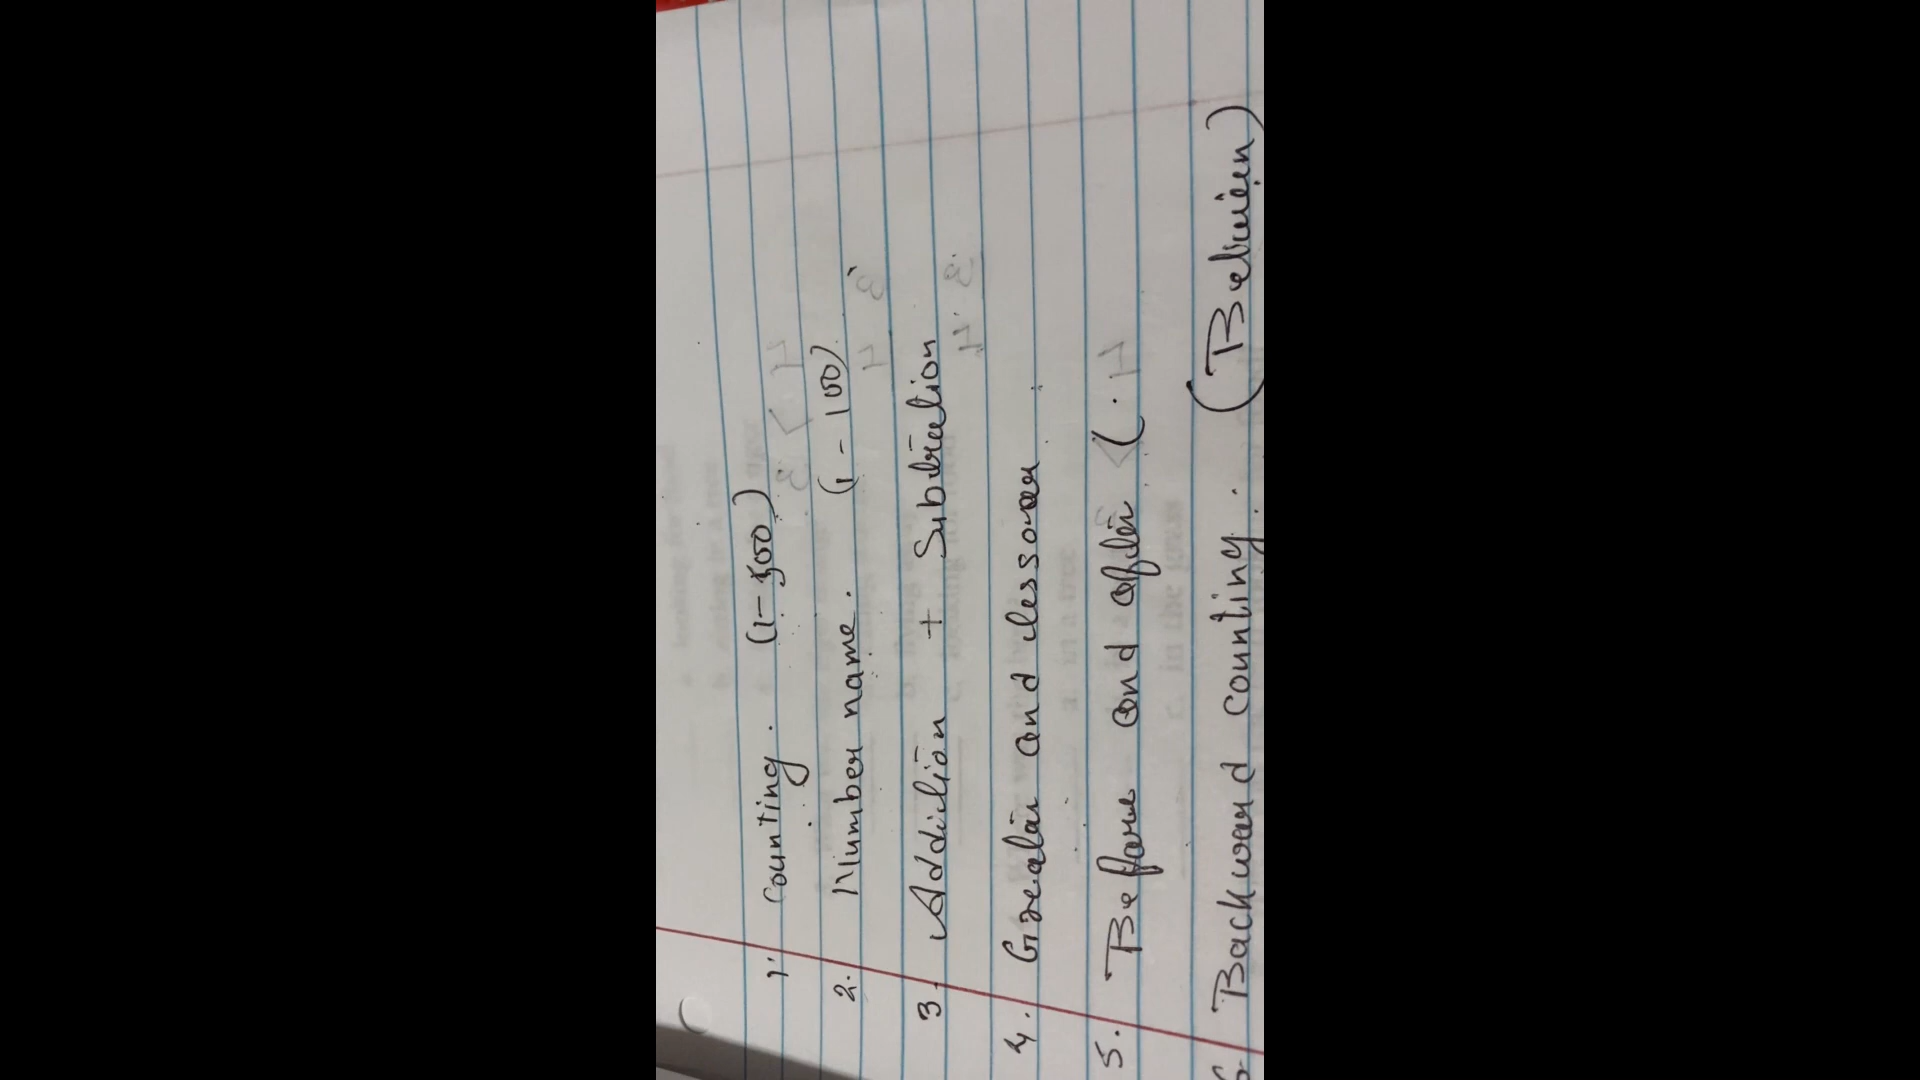 1. Counting. (1-500)
2. Number name. (1-100)
3. Addition + Subtraction
4. Greater and lessoner
5. Before and after (
(Between)
6. Backward counting.